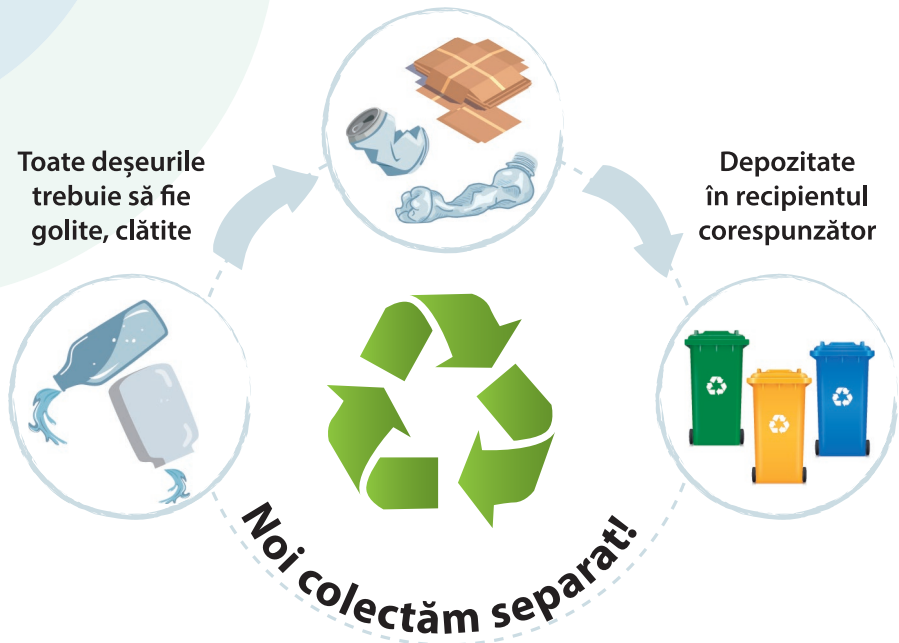 Toate deșeurile
trebuie să fie
golite, clătite
Depozitate
în recipientul
corespunzător
Noi colectăm separat!